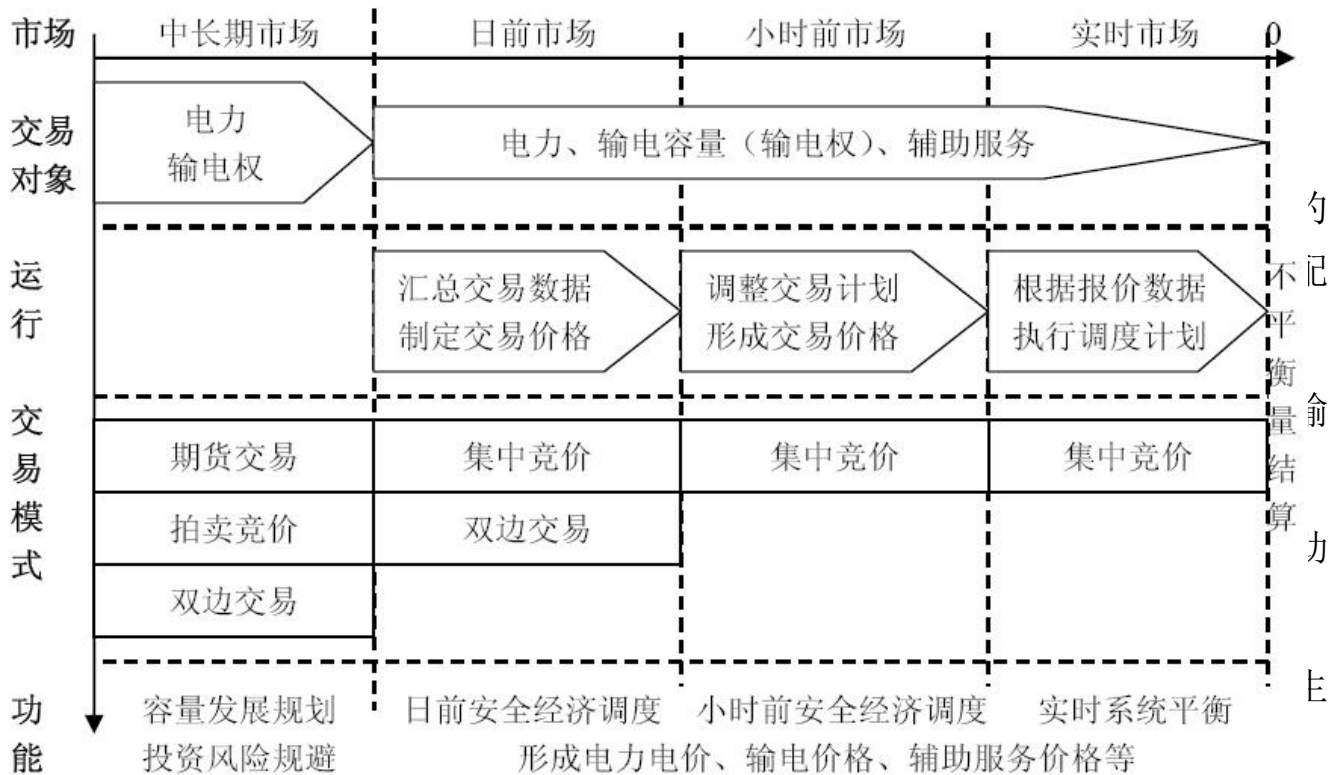 市场 中长期市场 日前市场 小时前市场 实时市场 0
交易
对象
电力
输电权
电力、输电容量（输电权）、辅助服务
运
行
汇总交易数据
制定交易价格
调整交易计划
形成交易价格
根据报价数据
执行调度计划
不平衡量结算
交
易
模
式
期货交易 集中竞价 集中竞价 集中竞价
拍卖竞价 双边交易
双边交易
功
能
容量发展规划
投资风险规避
日前安全经济调度 小时前安全经济调度 实时系统平衡
形成电力电价、输电价格、辅助服务价格等